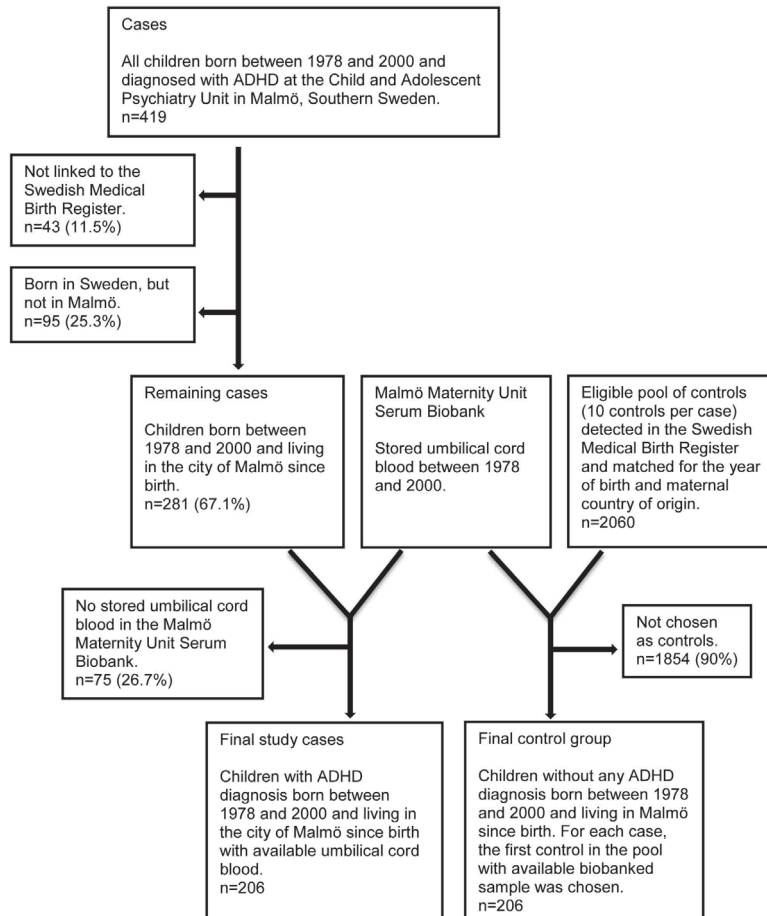 Cases
All children born between 1978 and 2000 and
diagnosed with ADHD at the Child and Adolescent
Psychiatry Unit in Malmö, Southern Sweden.
n=419
Not linked to the
Swedish Medical
Birth Register.
n=43 (11.5%)
Born in Sweden, but
not in Malmö.
n=95 (25.3%)
Remaining cases
Children born between
1978 and 2000 and living
in the city of Malmö since
birth.
n=281 (67.1%)
Malmö Maternity Unit
Serum Biobank
Stored umbilical cord
blood between 1978
and 2000.
Eligible pool of controls
(10 controls per case)
detected in the Swedish
Medical Birth Register
and matched for the year
of birth and maternal
country of origin.
n=2060
No stored umbilical cord
blood in the Malmö
Maternity Unit Serum
Biobank.
n=75 (26.7%)
Not chosen
as controls.
n=1854 (90%)
Final study cases
Children with ADHD
diagnosis born between
1978 and 2000 and living in
the city of Malmö since birth
with available umbilical cord
blood.
n=206
Final control group
Children without any ADHD
diagnosis born between 1978
and 2000 and living in Malmö
since birth. For each case,
the first control in the pool
with available biobanked
sample was chosen.
n=206